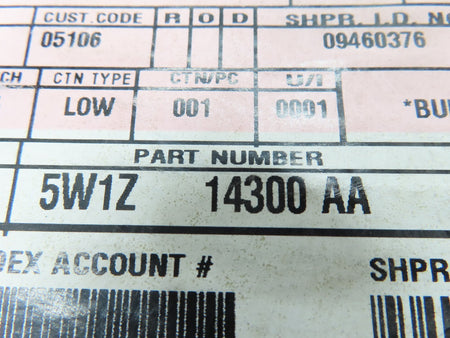 CUST.CODE R O D SHPR. I.D. NO
05106 09460376
CH CTN TYPE CTN/PC U/I
LOW 001 0001 *BU
PART NUMBER
5W1Z 14300 AA
DEX ACCOUNT # SHPR